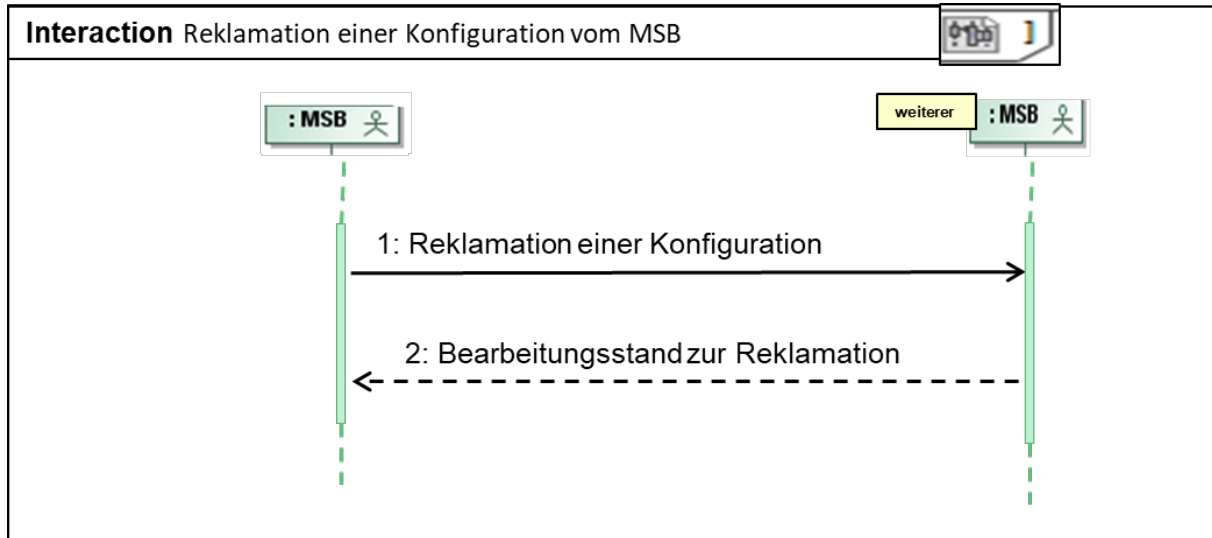 Interaction Reklamation einer Konfiguration vom MSB
: MSB
weiterer : MSB
1: Reklamation einer Konfiguration
2: Bearbeitungsstand zur Reklamation